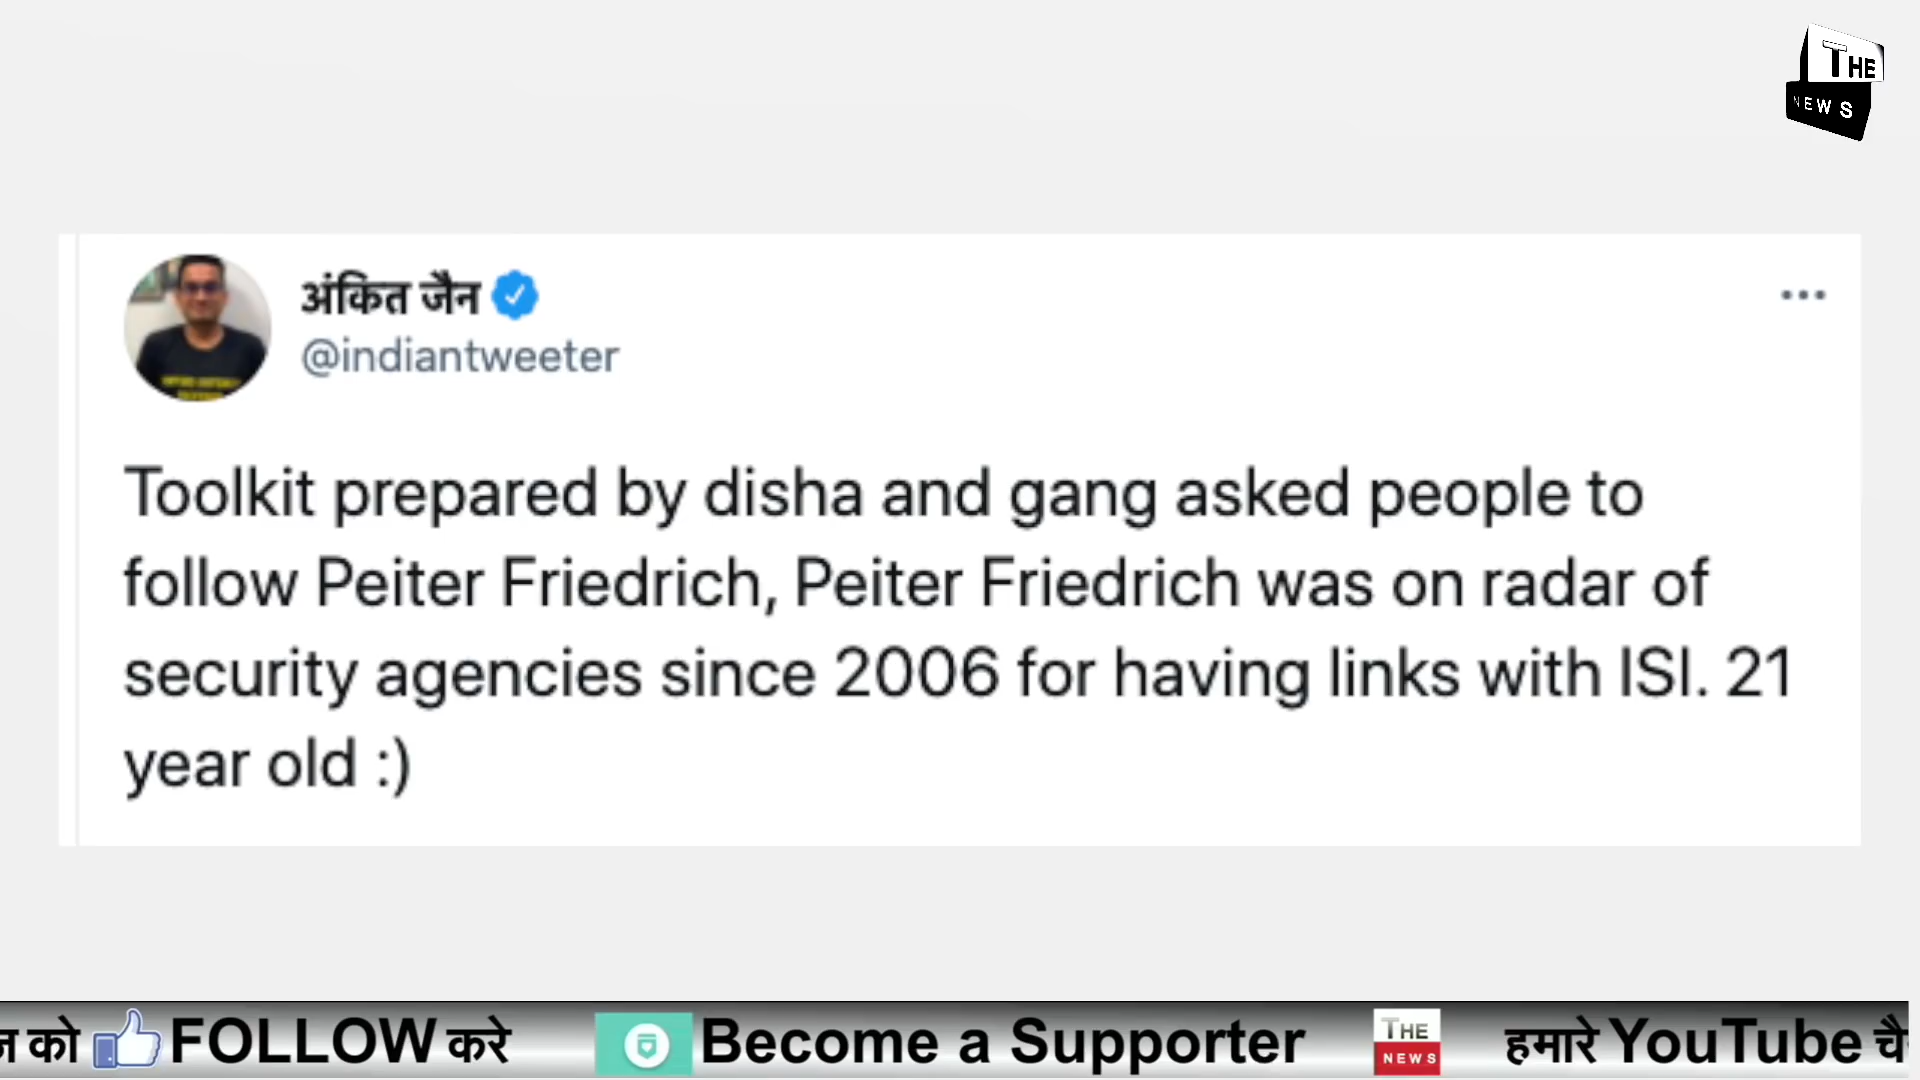 THE
NEWS
अंकित जैन
@indiantweeter
Toolkit prepared by disha and gang asked people to
follow Peiter Friedrich, Peiter Friedrich was on radar of
security agencies since 2006 for having links with ISI. 21
year old :)
को FOLLOW करे Become a Supporter THE NEWS हमारे YouTube